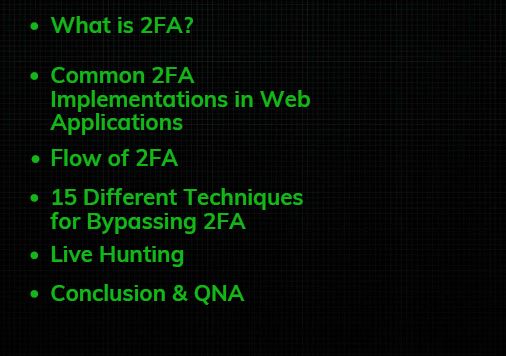 • What is 2FA?
• Common 2FA
Implementations in Web
Applications
• Flow of 2FA
• 15 Different Techniques
for Bypassing 2FA
• Live Hunting
• Conclusion & QNA